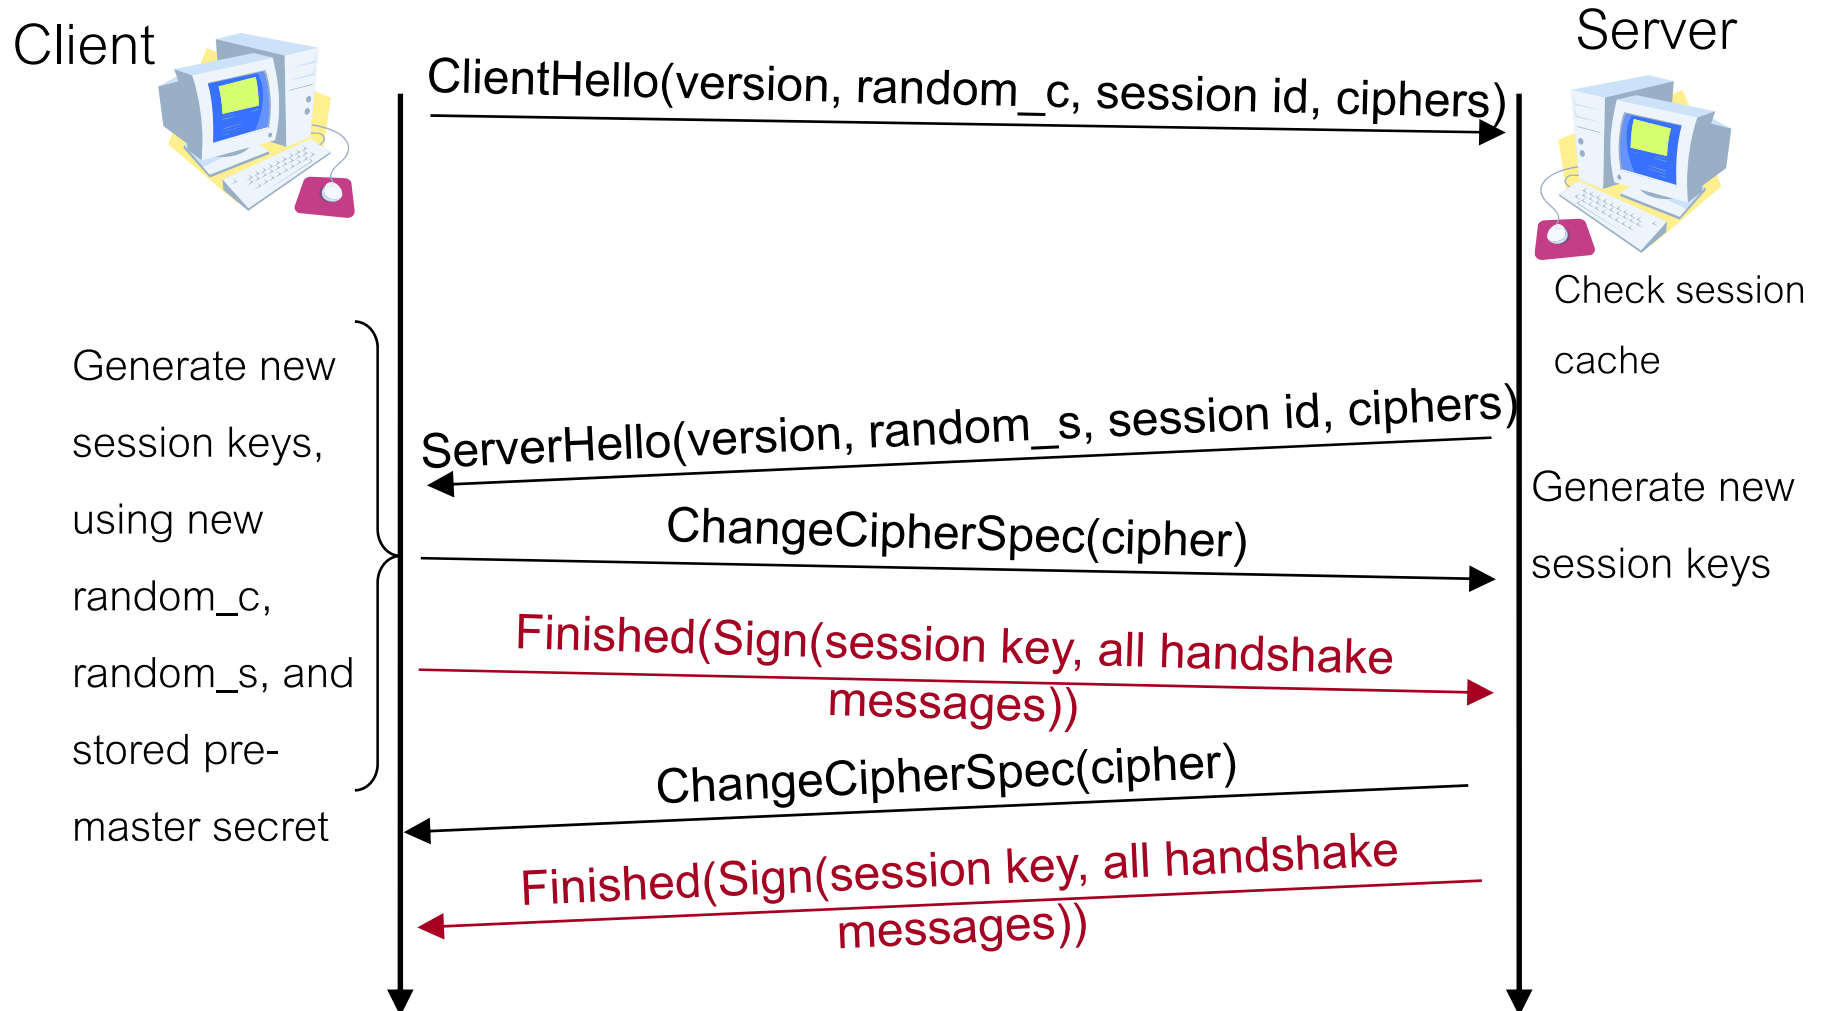 Client
Server
ClientHello(version, random_c, session id, ciphers)
Check session
cache
Generate new
session keys,
using new
random_c,
random_s, and
stored pre-
master secret
ServerHello(version, random_s, session id, ciphers)
Generate new
session keys
ChangeCipherSpec(cipher)
Finished(Sign(session key, all handshake
messages))
ChangeCipherSpec(cipher)
Finished(Sign(session key, all handshake
messages))